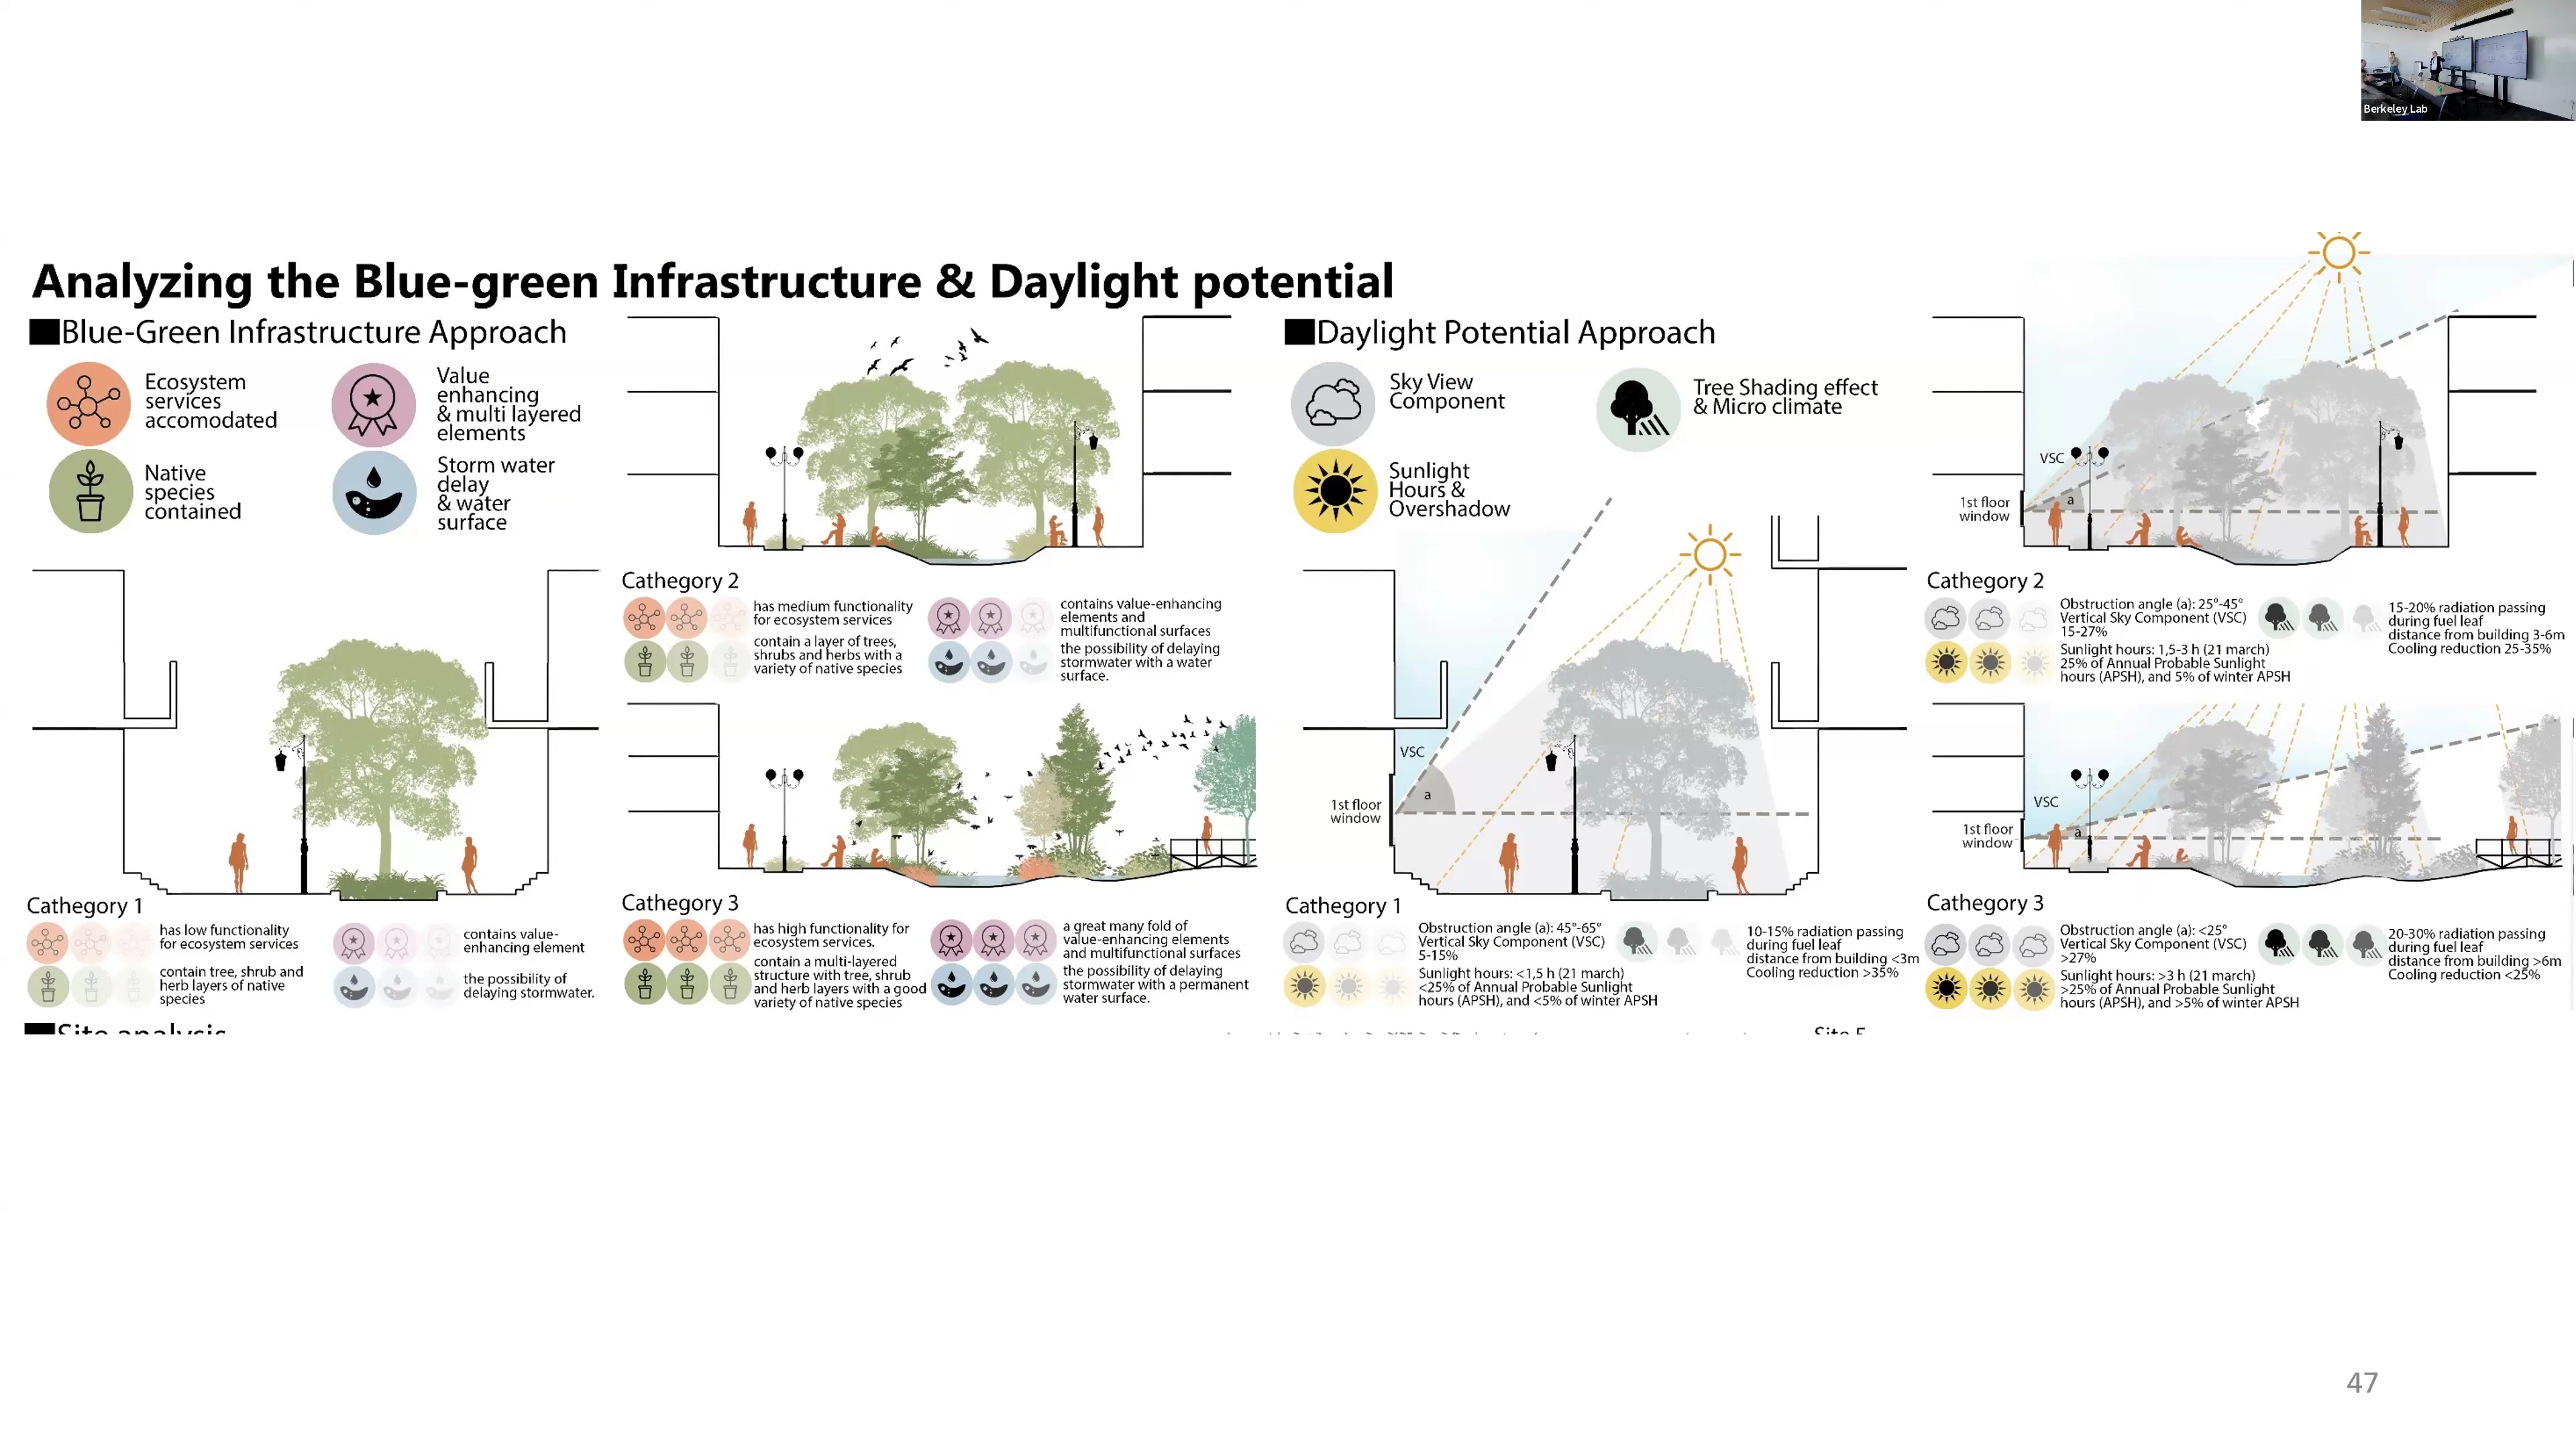 Berkeley Lab
Analyzing the Blue-green Infrastructure & Daylight potential
Blue-Green Infrastructure Approach
Ecosystem
services
accomodated
Value
enhancing
& multi layered
elements
Native
species
contained
Storm water
delay
& water
surface
Cathegory 1
has low functionality
for ecosystem services
contain tree, shrub and
herb layers of native
species
contains value-
enhancing element
the possibility of
delaying stormwater.
Cathegory 2
has medium functionality
for ecosystem services
contain a layer of trees,
shrubs and herbs with a
variety of native species
contains value-enhancing
elements and
multifunctional surfaces
the possibility of delaying
stormwater with a water
surface.
Cathegory 3
has high functionality for
ecosystem services.
contain a multi-layered
structure with tree, shrub
and herb layers with a good
variety of native species
a great many fold of
value-enhancing elements
and multifunctional surfaces
the possibility of delaying
stormwater with a permanent
water surface.
Daylight Potential Approach
Sky View
Component
Tree Shading effect
& Micro climate
Sunlight
Hours &
Overshadow
VSC
a
1st floor
window
Cathegory 1
Obstruction angle (a): 45°-65°
Vertical Sky Component (VSC)
5-15%
Sunlight hours: <1,5 h (21 march)
<25% of Annual Probable Sunlight
hours (APSH), and <5% of winter APSH
10-15% radiation passing
during fuel leaf
distance from building <3m
Cooling reduction >35%
VSC
a
1st floor
window
Cathegory 2
Obstruction angle (a): 25°-45°
Vertical Sky Component (VSC)
15-27%
Sunlight hours: 1,5-3 h (21 march)
25% of Annual Probable Sunlight
hours (APSH), and 5% of winter APSH
15-20% radiation passing
during fuel leaf
distance from building 3-6m
Cooling reduction 25-35%
VSC
a
1st floor
window
Cathegory 3
Obstruction angle (a): <25°
Vertical Sky Component (VSC)
>27%
Sunlight hours: >3 h (21 march)
>25% of Annual Probable Sunlight
hours (APSH), and >5% of winter APSH
20-30% radiation passing
during fuel leaf
distance from building >6m
Cooling reduction <25%
Site analysis
Site 5
47